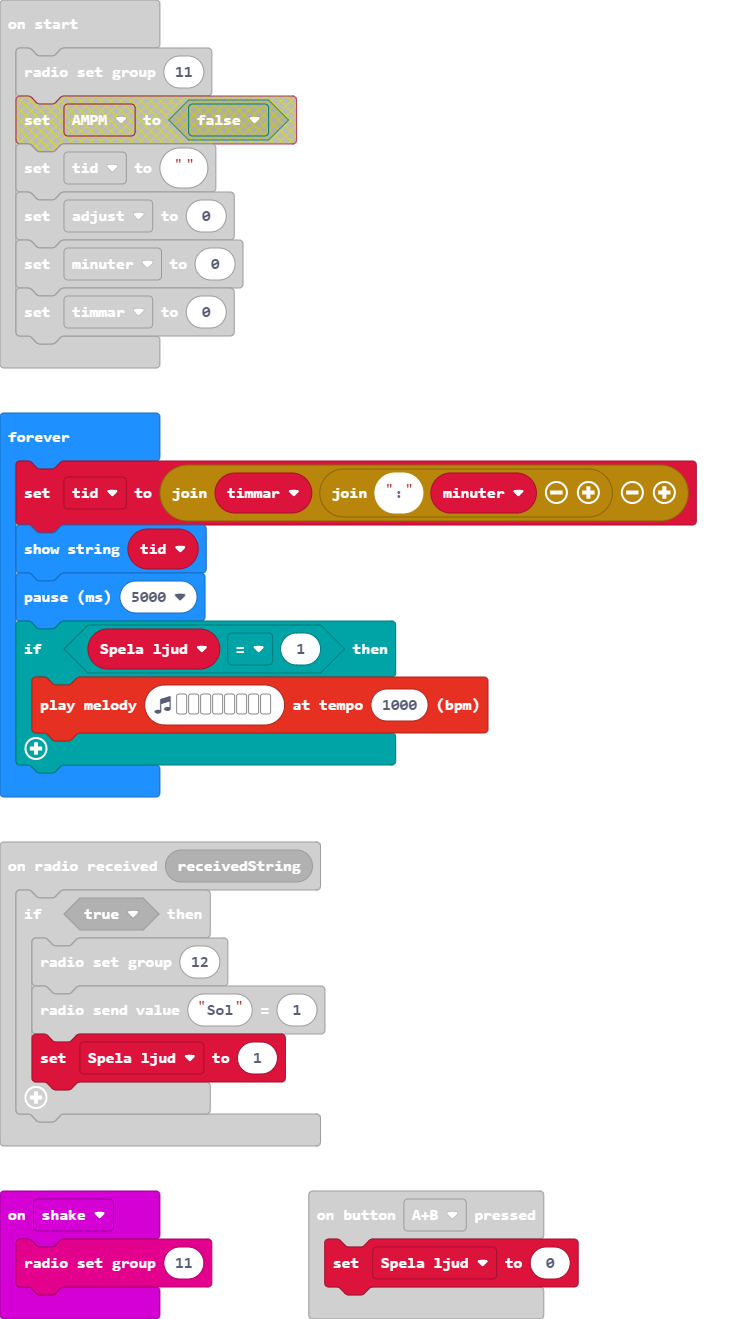 on start
radio set group 11
set AMPM to false
set tid to " "
set adjust to 0
set minuter to 0
set timmar to 0
forever
set tid to join timmar join ":" minuter
show string tid
pause (ms) 5000
if Spela ljud = 1 then
play melody at tempo 1000 (bpm)
on radio received receivedString
if true then
radio set group 12
radio send value "Sol" = 1
set Spela ljud to 1
on shake
radio set group 11
on button A+B pressed
set Spela ljud to 0